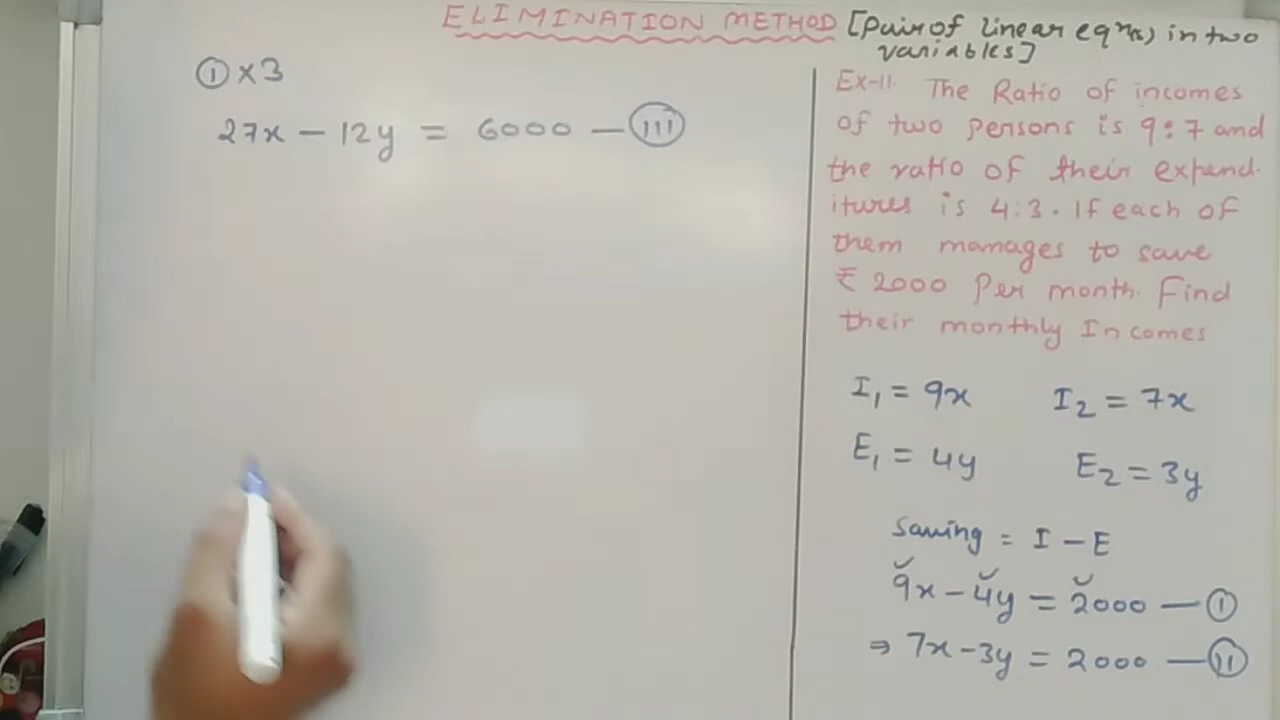 ELIMINATION METHOD [Pair of linear eqns) in two
variables]
① × 3
27x − 12y = 6000 — (III)
Ex-11. The Ratio of incomes
of two persons is 9:7 and
the ratio of their expend-
itures is 4:3. If each of
them manages to save
₹ 2000 Per month. Find
their monthly Incomes
I₁ = 9x I₂ = 7x
E₁ = 4y E₂ = 3y
Saving = I − E
9x − 4y = 2000 — (I)
⇒ 7x − 3y = 2000 — (II)